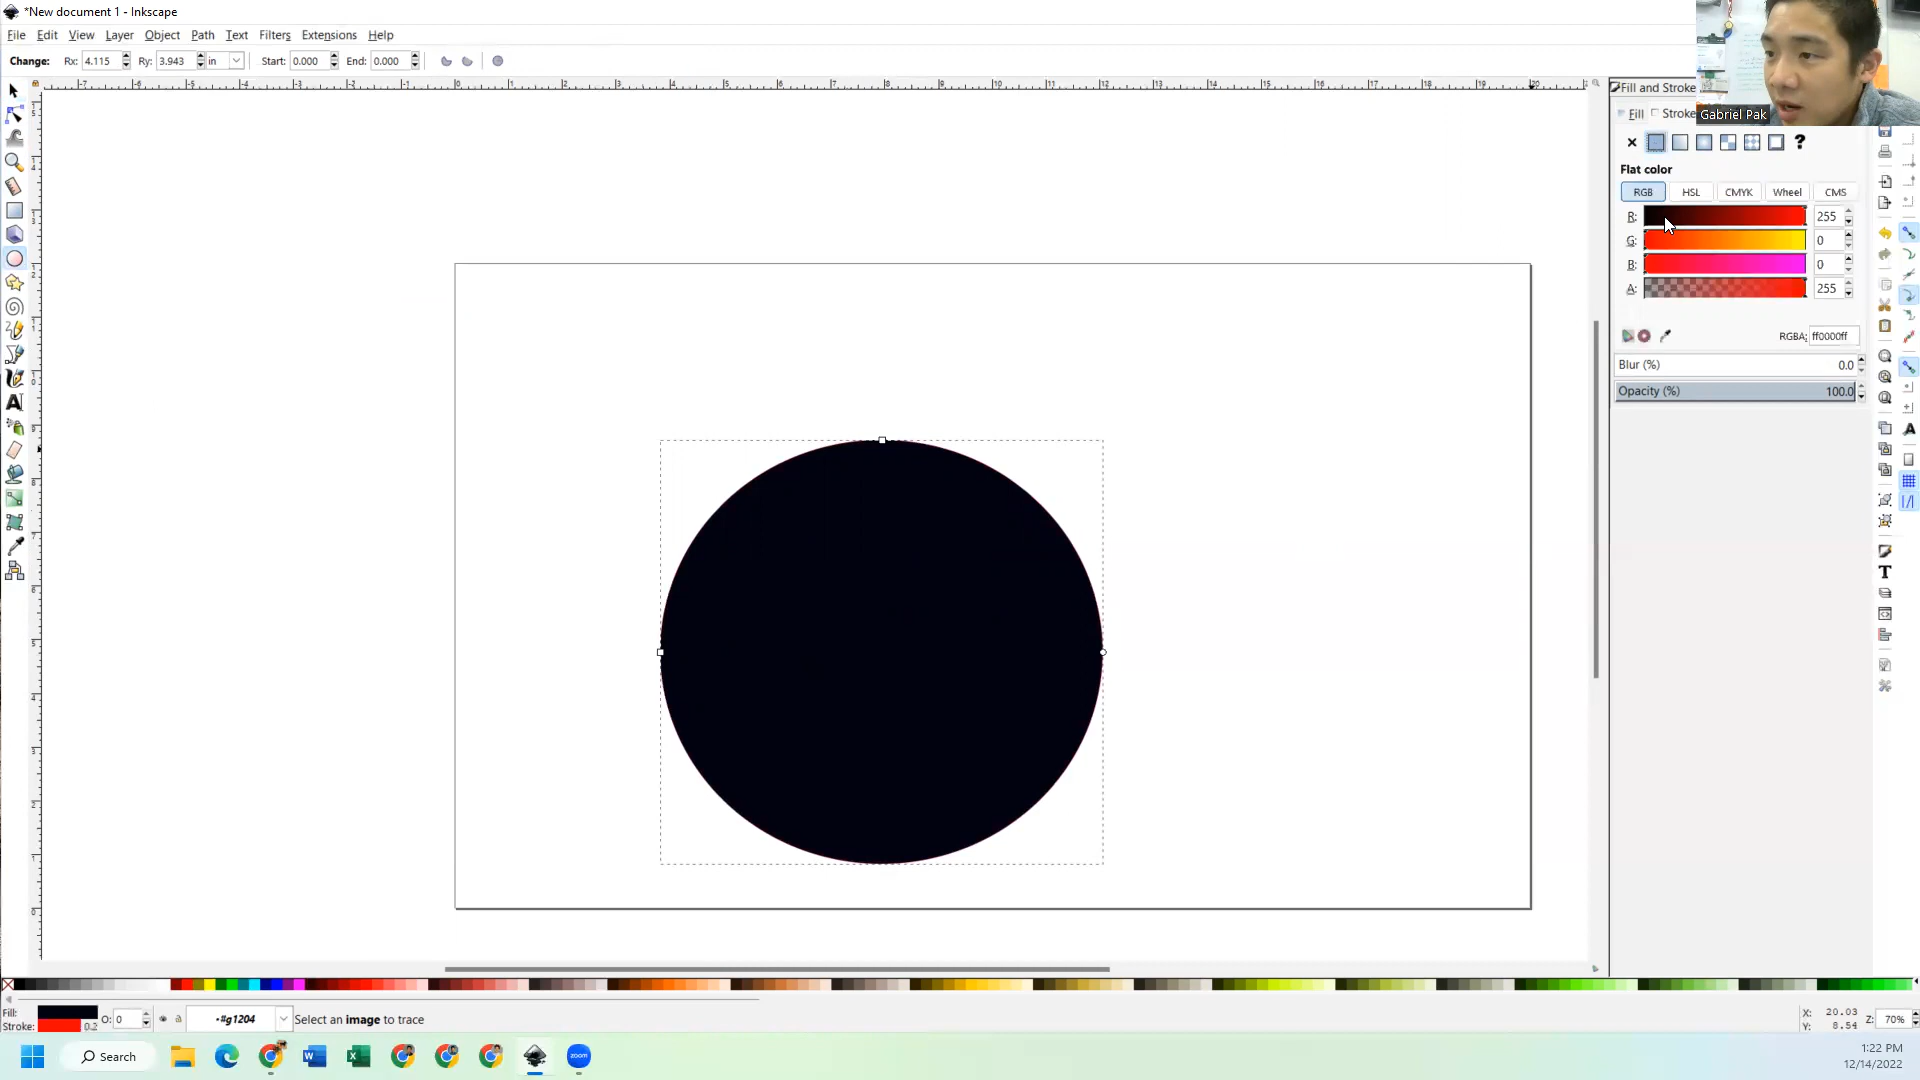 *New document 1 - Inkscape
File Edit View Layer Object Path Text Filters Extensions Help
Change: Rx: 4.115 Ry: 3.943 in Start: 0.000 End: 0.000
Fill and Stroke
Gabriel Pak
Fill Stroke
Flat color
RGB HSL CMYK Wheel CMS
R: 255
G: 0
B: 0
A: 255
RGBA: ff0000ff
Blur (%) 0.0
Opacity (%) 100.0
Fill:
Stroke: 0.2
O: 0
•#g1204
Select an image to trace
X: 20.03
Y: 8.54
Z: 70%
Search
zoom
1:22 PM
12/14/2022